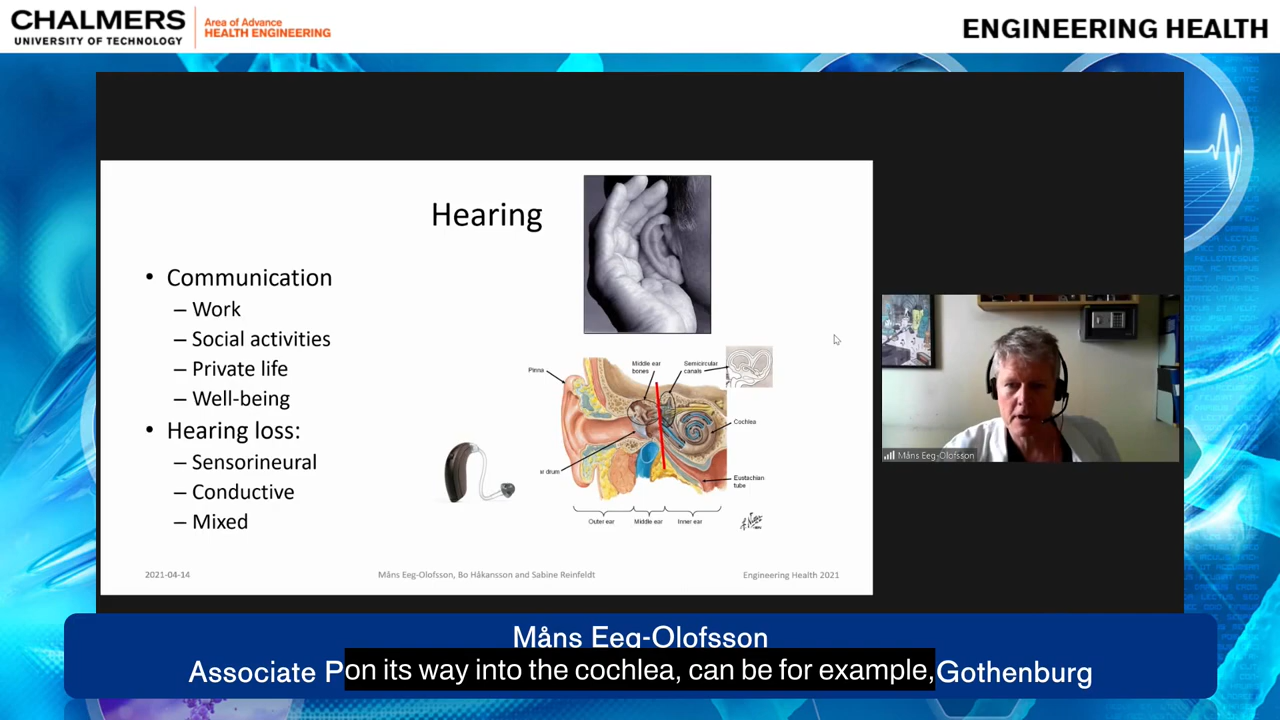 CHALMERS
UNIVERSITY OF TECHNOLOGY
Area of Advance
HEALTH ENGINEERING
ENGINEERING HEALTH
Hearing
• Communication
– Work
– Social activities
– Private life
– Well-being
• Hearing loss:
– Sensorineural
– Conductive
– Mixed
Pinna
Middle ear
bones
Semicircular
canals
Cochlea
Eustachian
tube
r drum
Outer ear
Middle ear
Inner ear
2021-04-14
Måns Eeg-Olofsson, Bo Håkansson and Sabine Reinfeldt
Engineering Health 2021
Måns Eeg-Olofsson
Måns Eeg-Olofsson
Associate P
on its way into the cochlea, can be for example,
Gothenburg